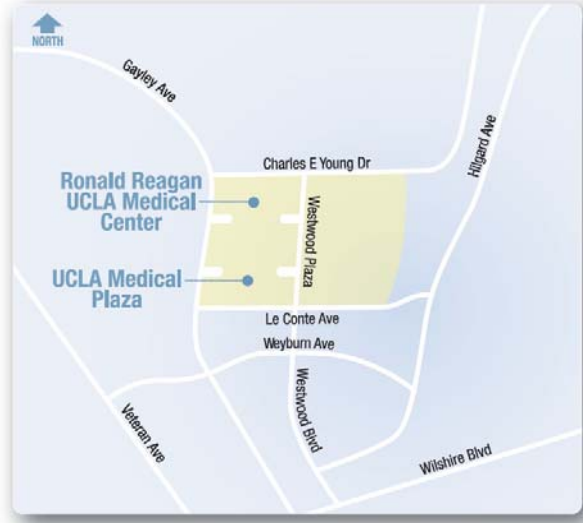 NORTH
Gayley Ave
Charles E Young Dr
Hilgard Ave
Ronald Reagan
UCLA Medical
Center
Westwood Plaza
UCLA Medical
Plaza
Le Conte Ave
Weyburn Ave
Westwood Blvd
Veteran Ave
Wilshire Blvd